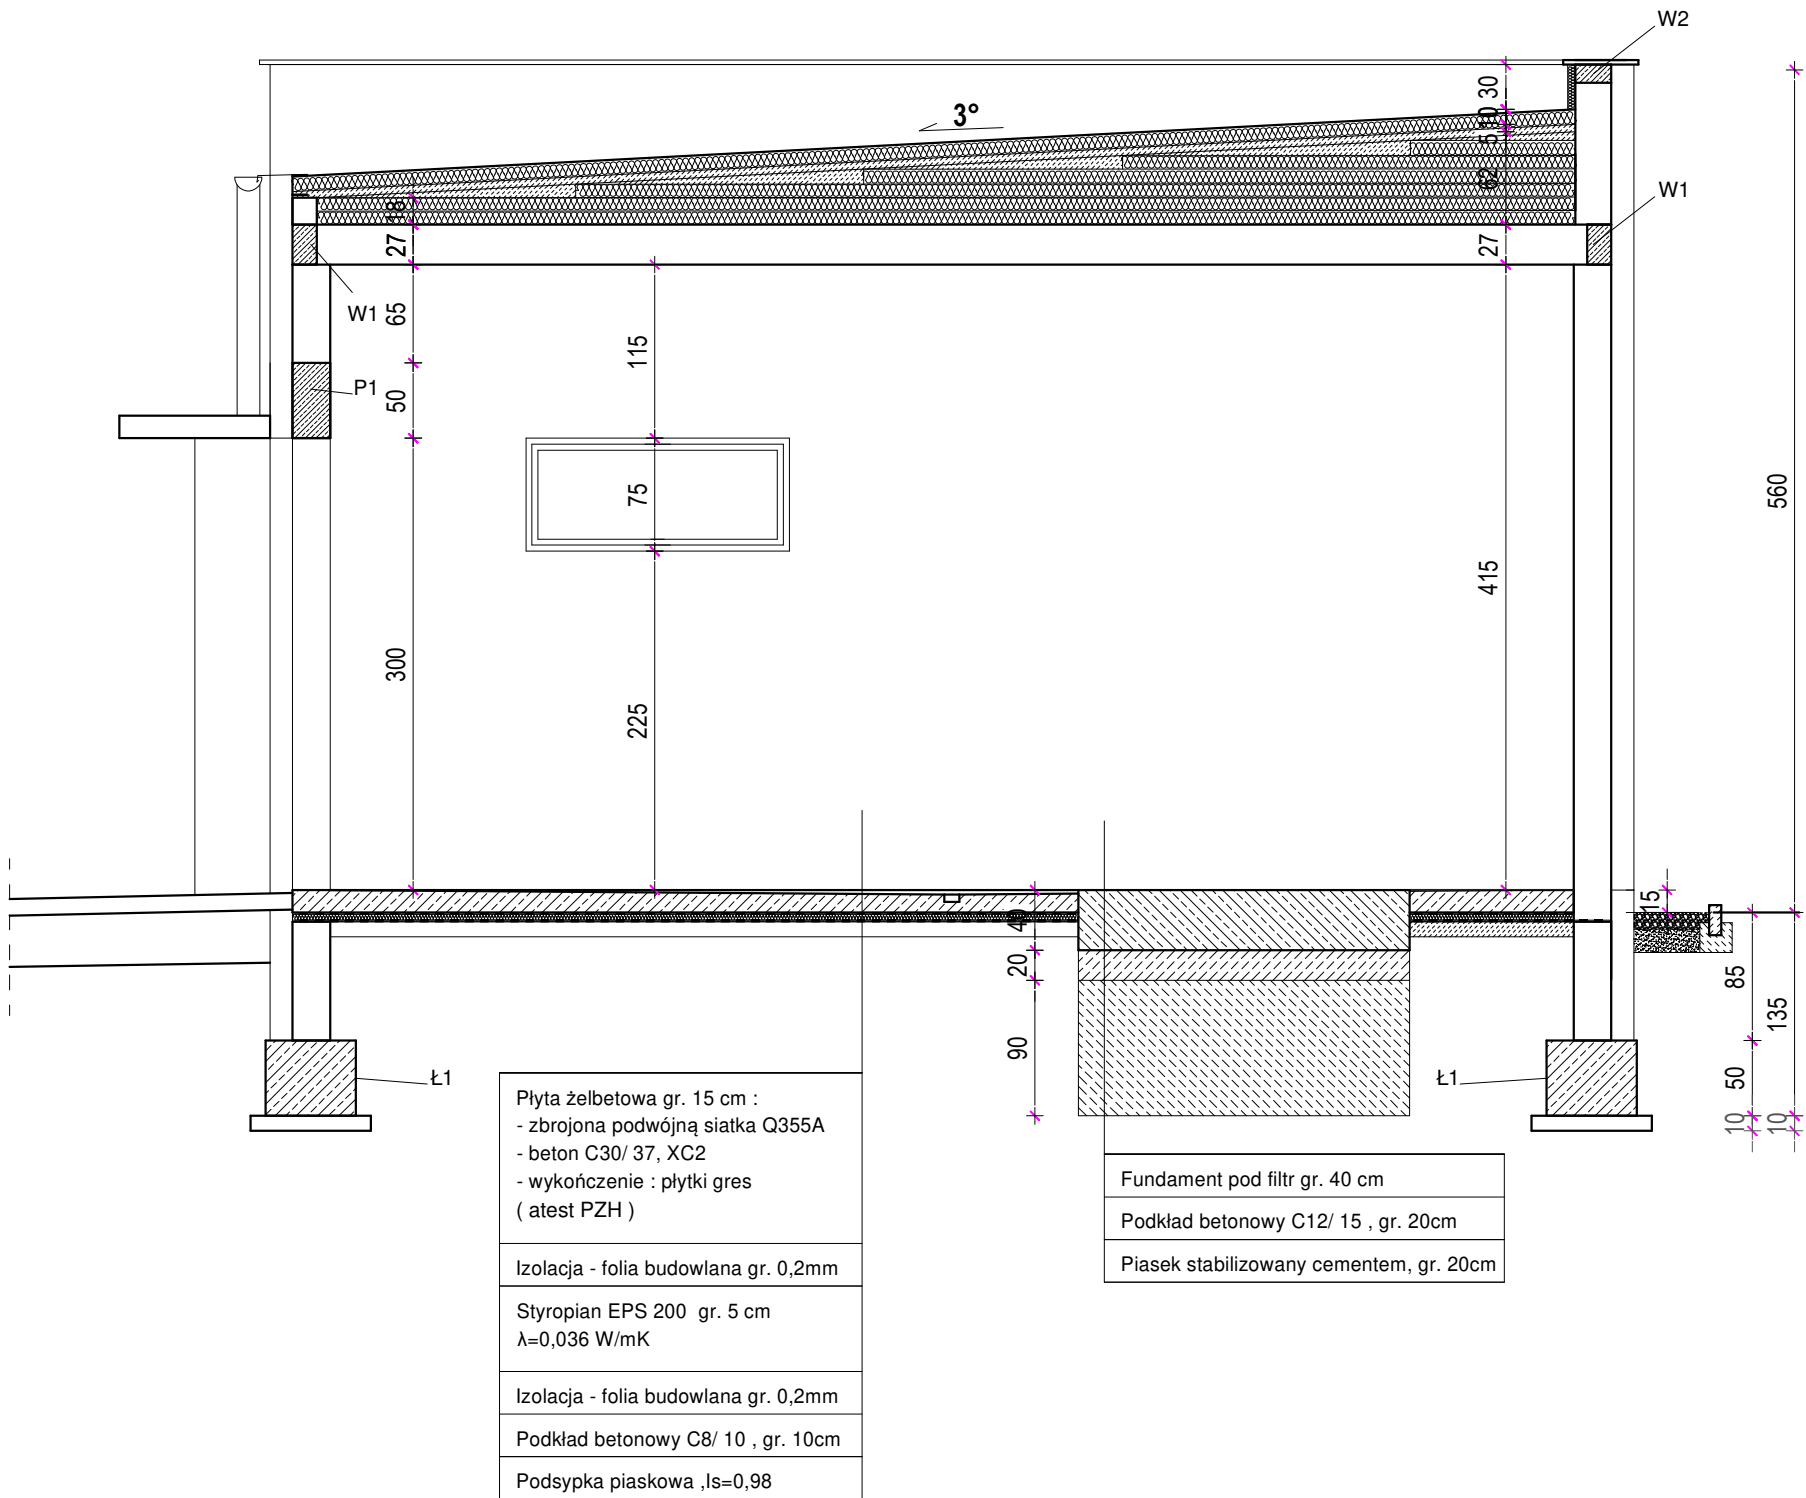 W2
30
3°
10
5
62
W1
18
27
27
W1
65
115
P1
50
75
560
415
300
225
15
40
20
85
135
90
50
Ł1
Ł1
10
10
Płyta żelbetowa gr. 15 cm :
- zbrojona podwójną siatka Q355A
- beton C30/ 37, XC2
- wykończenie : płytki gres
( atest PZH )
Izolacja - folia budowlana gr. 0,2mm
Styropian EPS 200 gr. 5 cm
λ=0,036 W/mK
Izolacja - folia budowlana gr. 0,2mm
Podkład betonowy C8/ 10 , gr. 10cm
Podsypka piaskowa ,Is=0,98
Fundament pod filtr gr. 40 cm
Podkład betonowy C12/ 15 , gr. 20cm
Piasek stabilizowany cementem, gr. 20cm